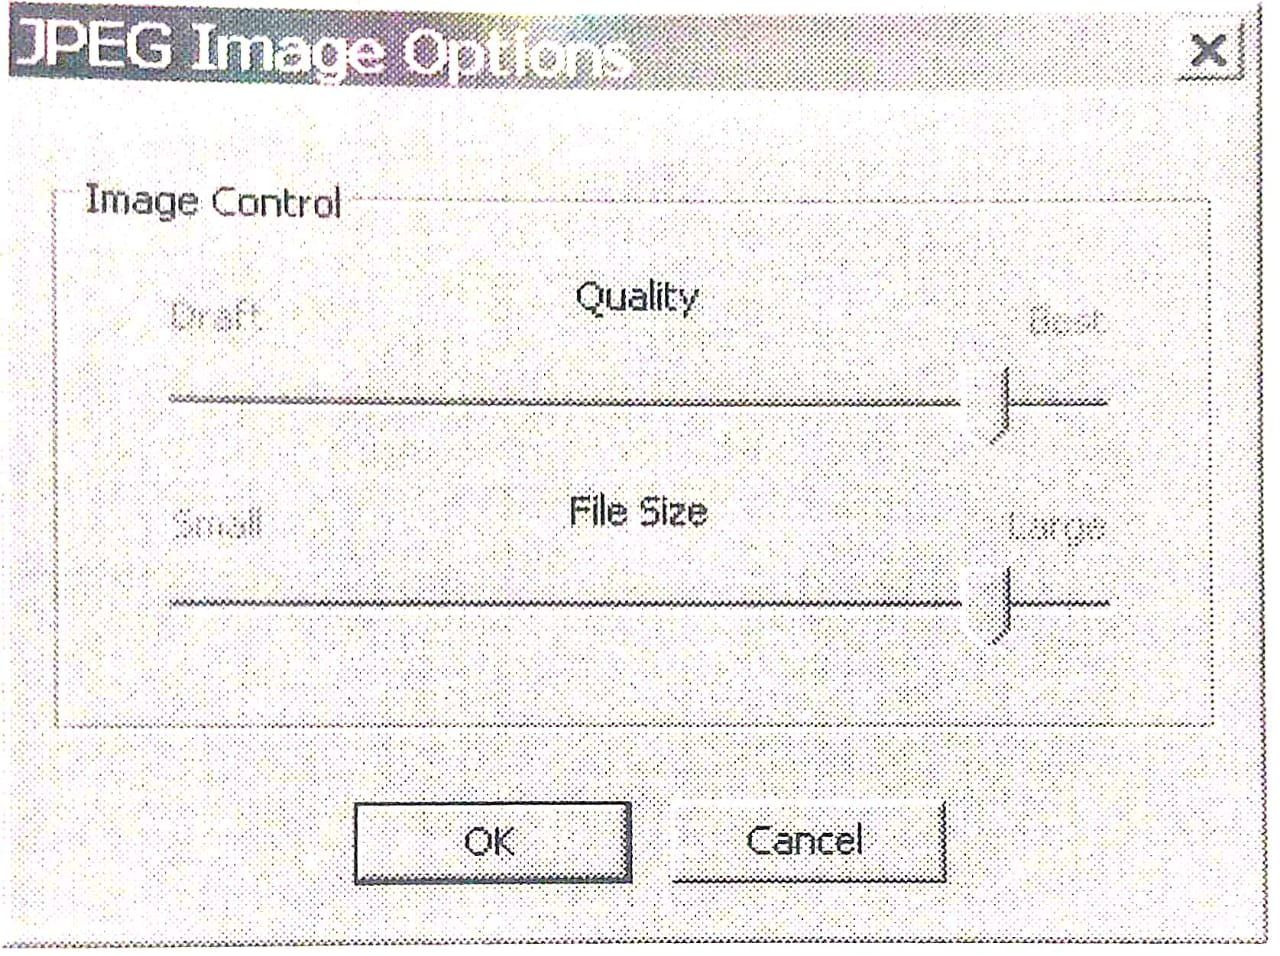 JPEG Image Options
Image Control
Quality
Draft Best
File Size
Small Large
OK Cancel